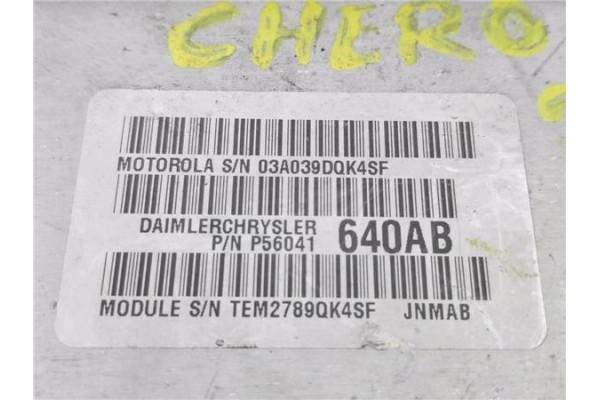 CHERO
MOTOROLA S/N 03A039DQK4SF
DAIMLERCHRYSLER
P/N P56041 640AB
MODULE S/N TEM2789QK4SF JNMAB